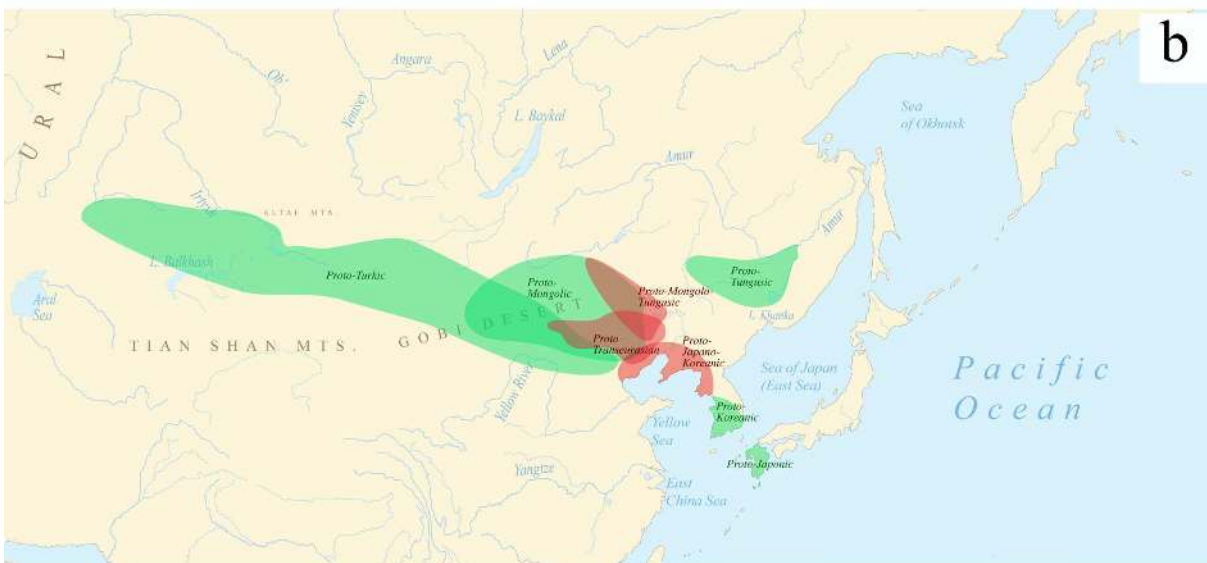 b
URAL
Ob'
Angara
Lena
Yenisey
L. Baykal
Sea
of Okhotsk
Amur
Irtysh
ALTAI MTS.
Amur
L. Balkhash
Proto-Turkic
Proto-
Mongolic
Proto-
Tungusic
Proto-Mongolo
Tungusic
Aral
Sea
GOBI DESERT
L. Khanka
TIAN SHAN MTS.
Proto
Transeurasian
Proto-
Japano-
Koreanic
Sea of Japan
(East Sea)
Pacific
Ocean
Yellow River
Proto-
Koreanic
Yellow
Sea
Proto-Japonic
Yangtze
East
China Sea